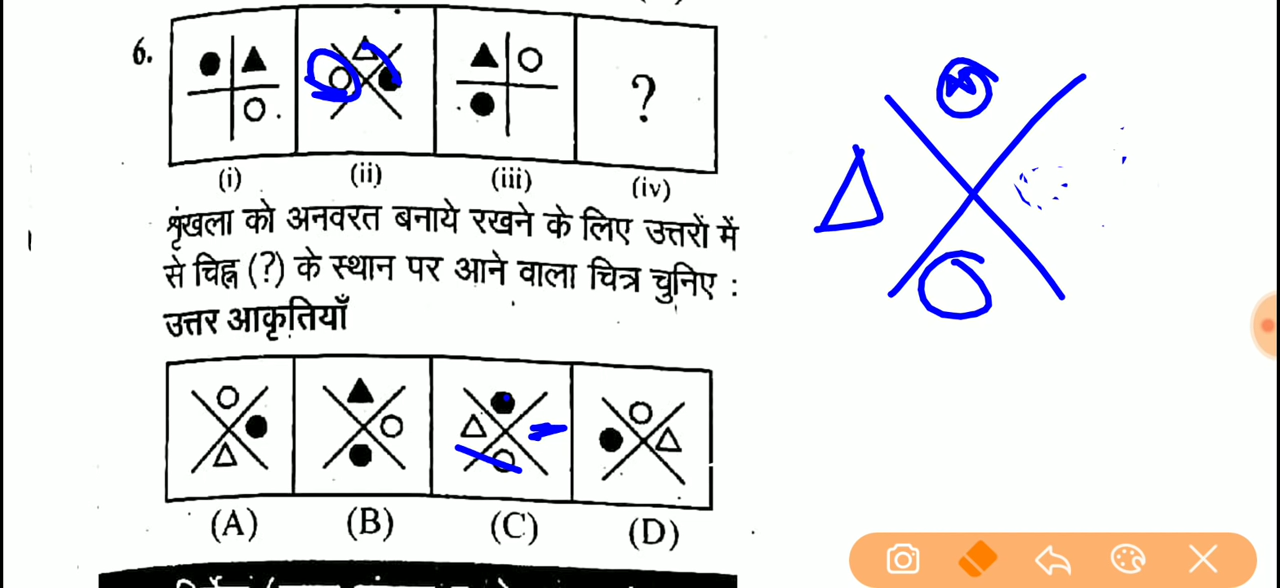 6.
?
(i) (ii) (iii) (iv)
शृंखला को अनवरत बनाये रखने के लिए उत्तरों में
से चिह्न (?) के स्थान पर आने वाला चित्र चुनिए :
उत्तर आकृतियाँ
(A) (B) (C) (D)